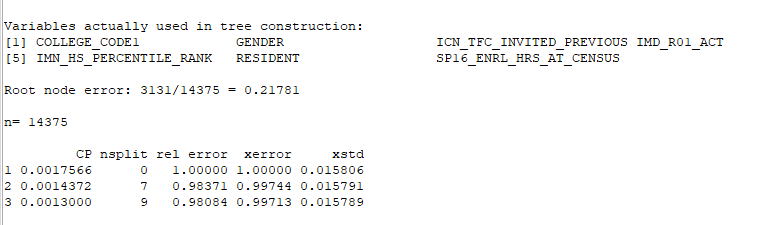 Variables actually used in tree construction:
[1] COLLEGE_CODE1 GENDER ICN_TFC_INVITED_PREVIOUS IMD_R01_ACT
[5] IMN_HS_PERCENTILE_RANK RESIDENT SP16_ENRL_HRS_AT_CENSUS
Root node error: 3131/14375 = 0.21781
n= 14375
CP nsplit rel error xerror xstd
1 0.0017566 0 1.00000 1.00000 0.015806
2 0.0014372 7 0.98371 0.99744 0.015791
3 0.0013000 9 0.98084 0.99713 0.015789